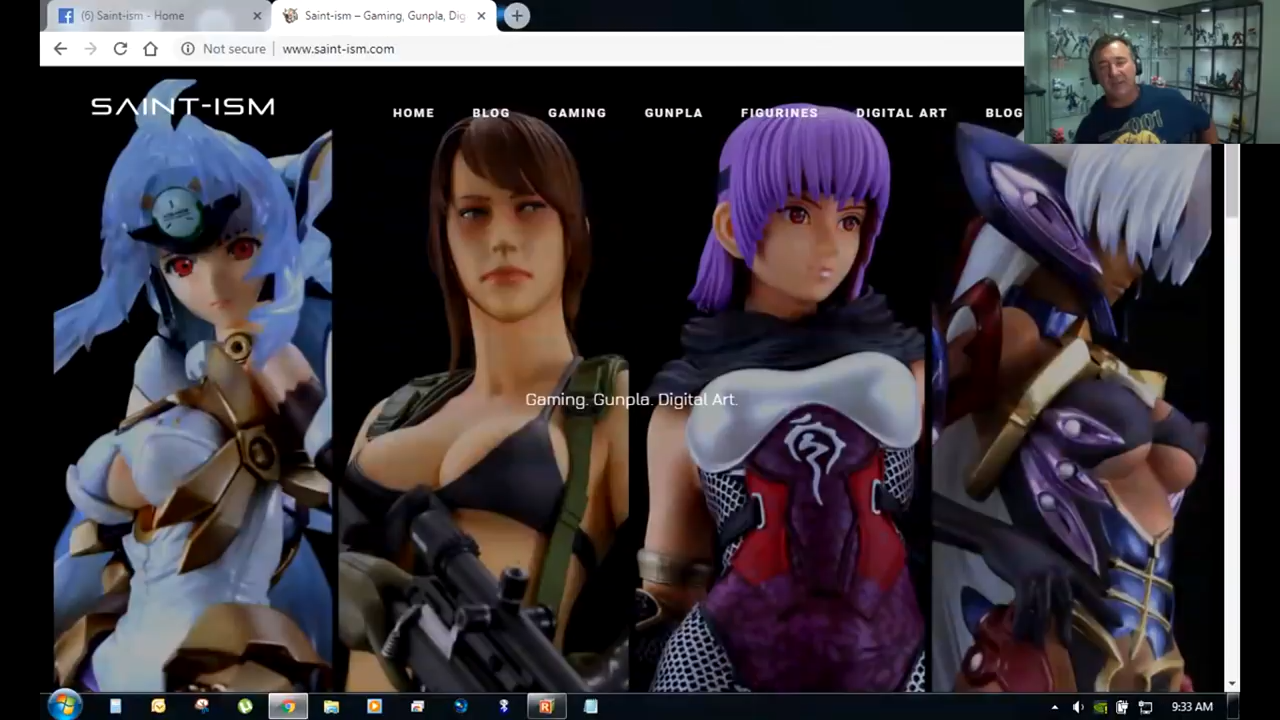 (6) Saint-ism - Home
Saint-ism – Gaming, Gunpla, Dig
Not secure
www.saint-ism.com
SAINT-ISM
HOME BLOG GAMING GUNPLA FIGURINES DIGITAL ART BLOG
Gaming. Gunpla. Digital Art.
9:33 AM